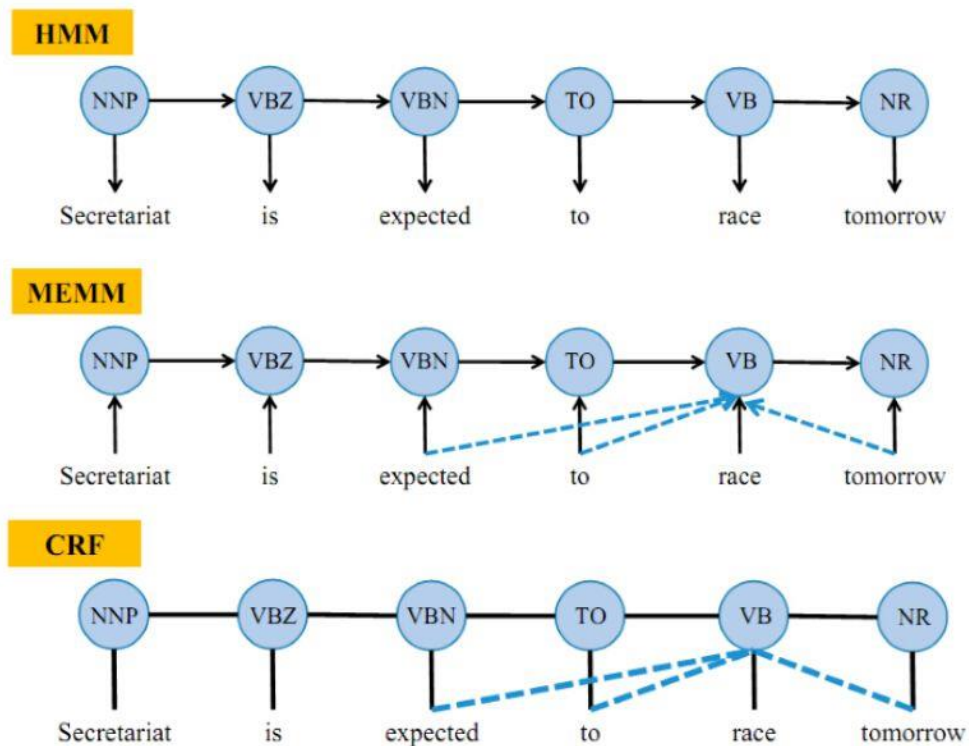 HMM
NNP VBZ VBN TO VB NR
Secretariat is expected to race tomorrow
MEMM
NNP VBZ VBN TO VB NR
Secretariat is expected to race tomorrow
CRF
NNP VBZ VBN TO VB NR
Secretariat is expected to race tomorrow